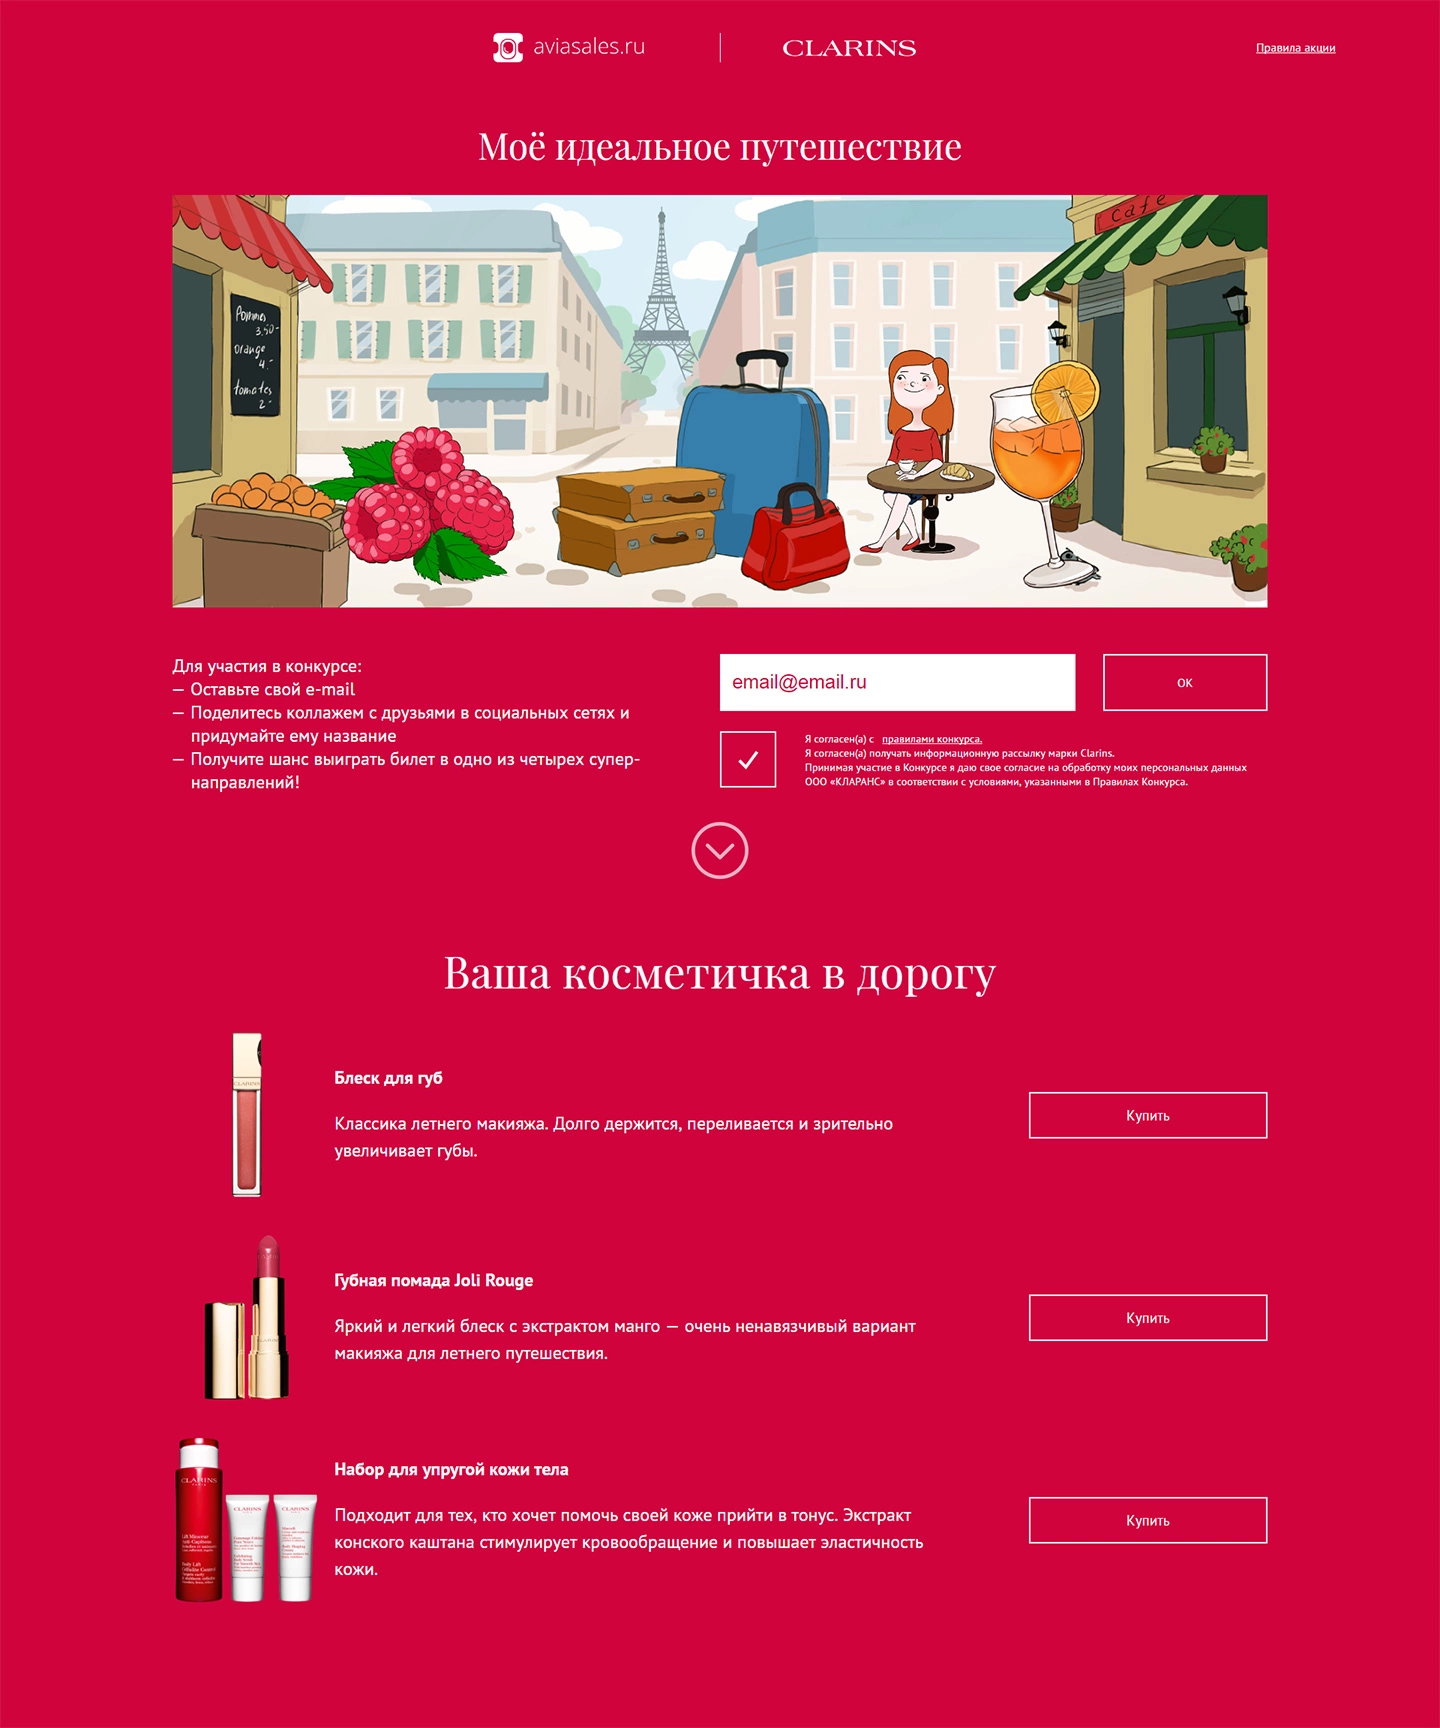 aviasales.ru
CLARINS
Правила акции
Моё идеальное путешествие
cafe
Pommes
3.50-
orange
4.-
tomates
2-
Для участия в конкурсе:
— Оставьте свой e-mail
— Поделитесь коллажем с друзьями в социальных сетях и
придумайте ему название
— Получите шанс выиграть билет в одно из четырех супер-
направлений!
email@email.ru
ОК
Я согласен(а) с правилами конкурса.
Я согласен(а) получать информационную рассылку марки Clarins.
Принимая участие в Конкурсе я даю свое согласие на обработку моих персональных данных
ООО «КЛАРАНС» в соответствии с условиями, указанными в Правилах Конкурса.
Ваша косметичка в дорогу
CLARINS
Блеск для губ
Классика летнего макияжа. Долго держится, переливается и зрительно
увеличивает губы.
Купить
Губная помада Joli Rouge
Яркий и легкий блеск с экстрактом манго — очень ненавязчивый вариант
макияжа для летнего путешествия.
Купить
CLARINS
CLARINS
CLARINS
Body Lift
Набор для упругой кожи тела
Подходит для тех, кто хочет помочь своей коже прийти в тонус. Экстракт
конского каштана стимулирует кровообращение и повышает эластичность
кожи.
Купить